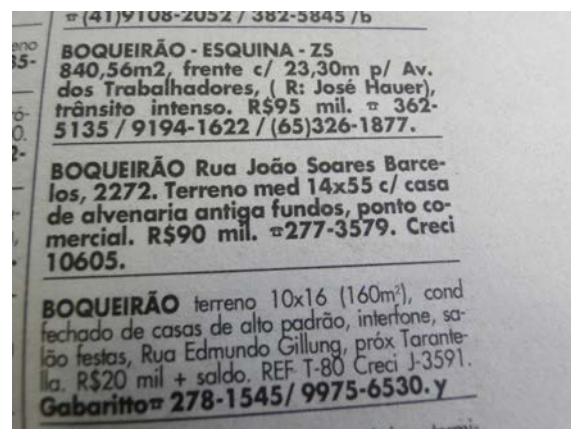 ☎(41)9108-2052 / 382-5845 /b
BOQUEIRÃO - ESQUINA - ZS
840,56m2, frente c/ 23,30m p/ Av.
dos Trabalhadores, ( R: José Hauer),
trânsito intenso. R$95 mil. ☎ 362-
5135 / 9194-1622 / (65)326-1877.
BOQUEIRÃO Rua João Soares Barce-
los, 2272. Terreno med 14x55 c/ casa
de alvenaria antiga fundos, ponto co-
mercial. R$90 mil. ☎277-3579. Creci
10605.
BOQUEIRÃO terreno 10x16 (160m²), cond
fechado de casas de alto padrão, interfone, sa-
lão festas, Rua Edmundo Gillung, próx Tarante-
lla. R$20 mil + saldo. REF T-80 Creci J-3591.
Gabaritto☎ 278-1545/ 9975-6530. y